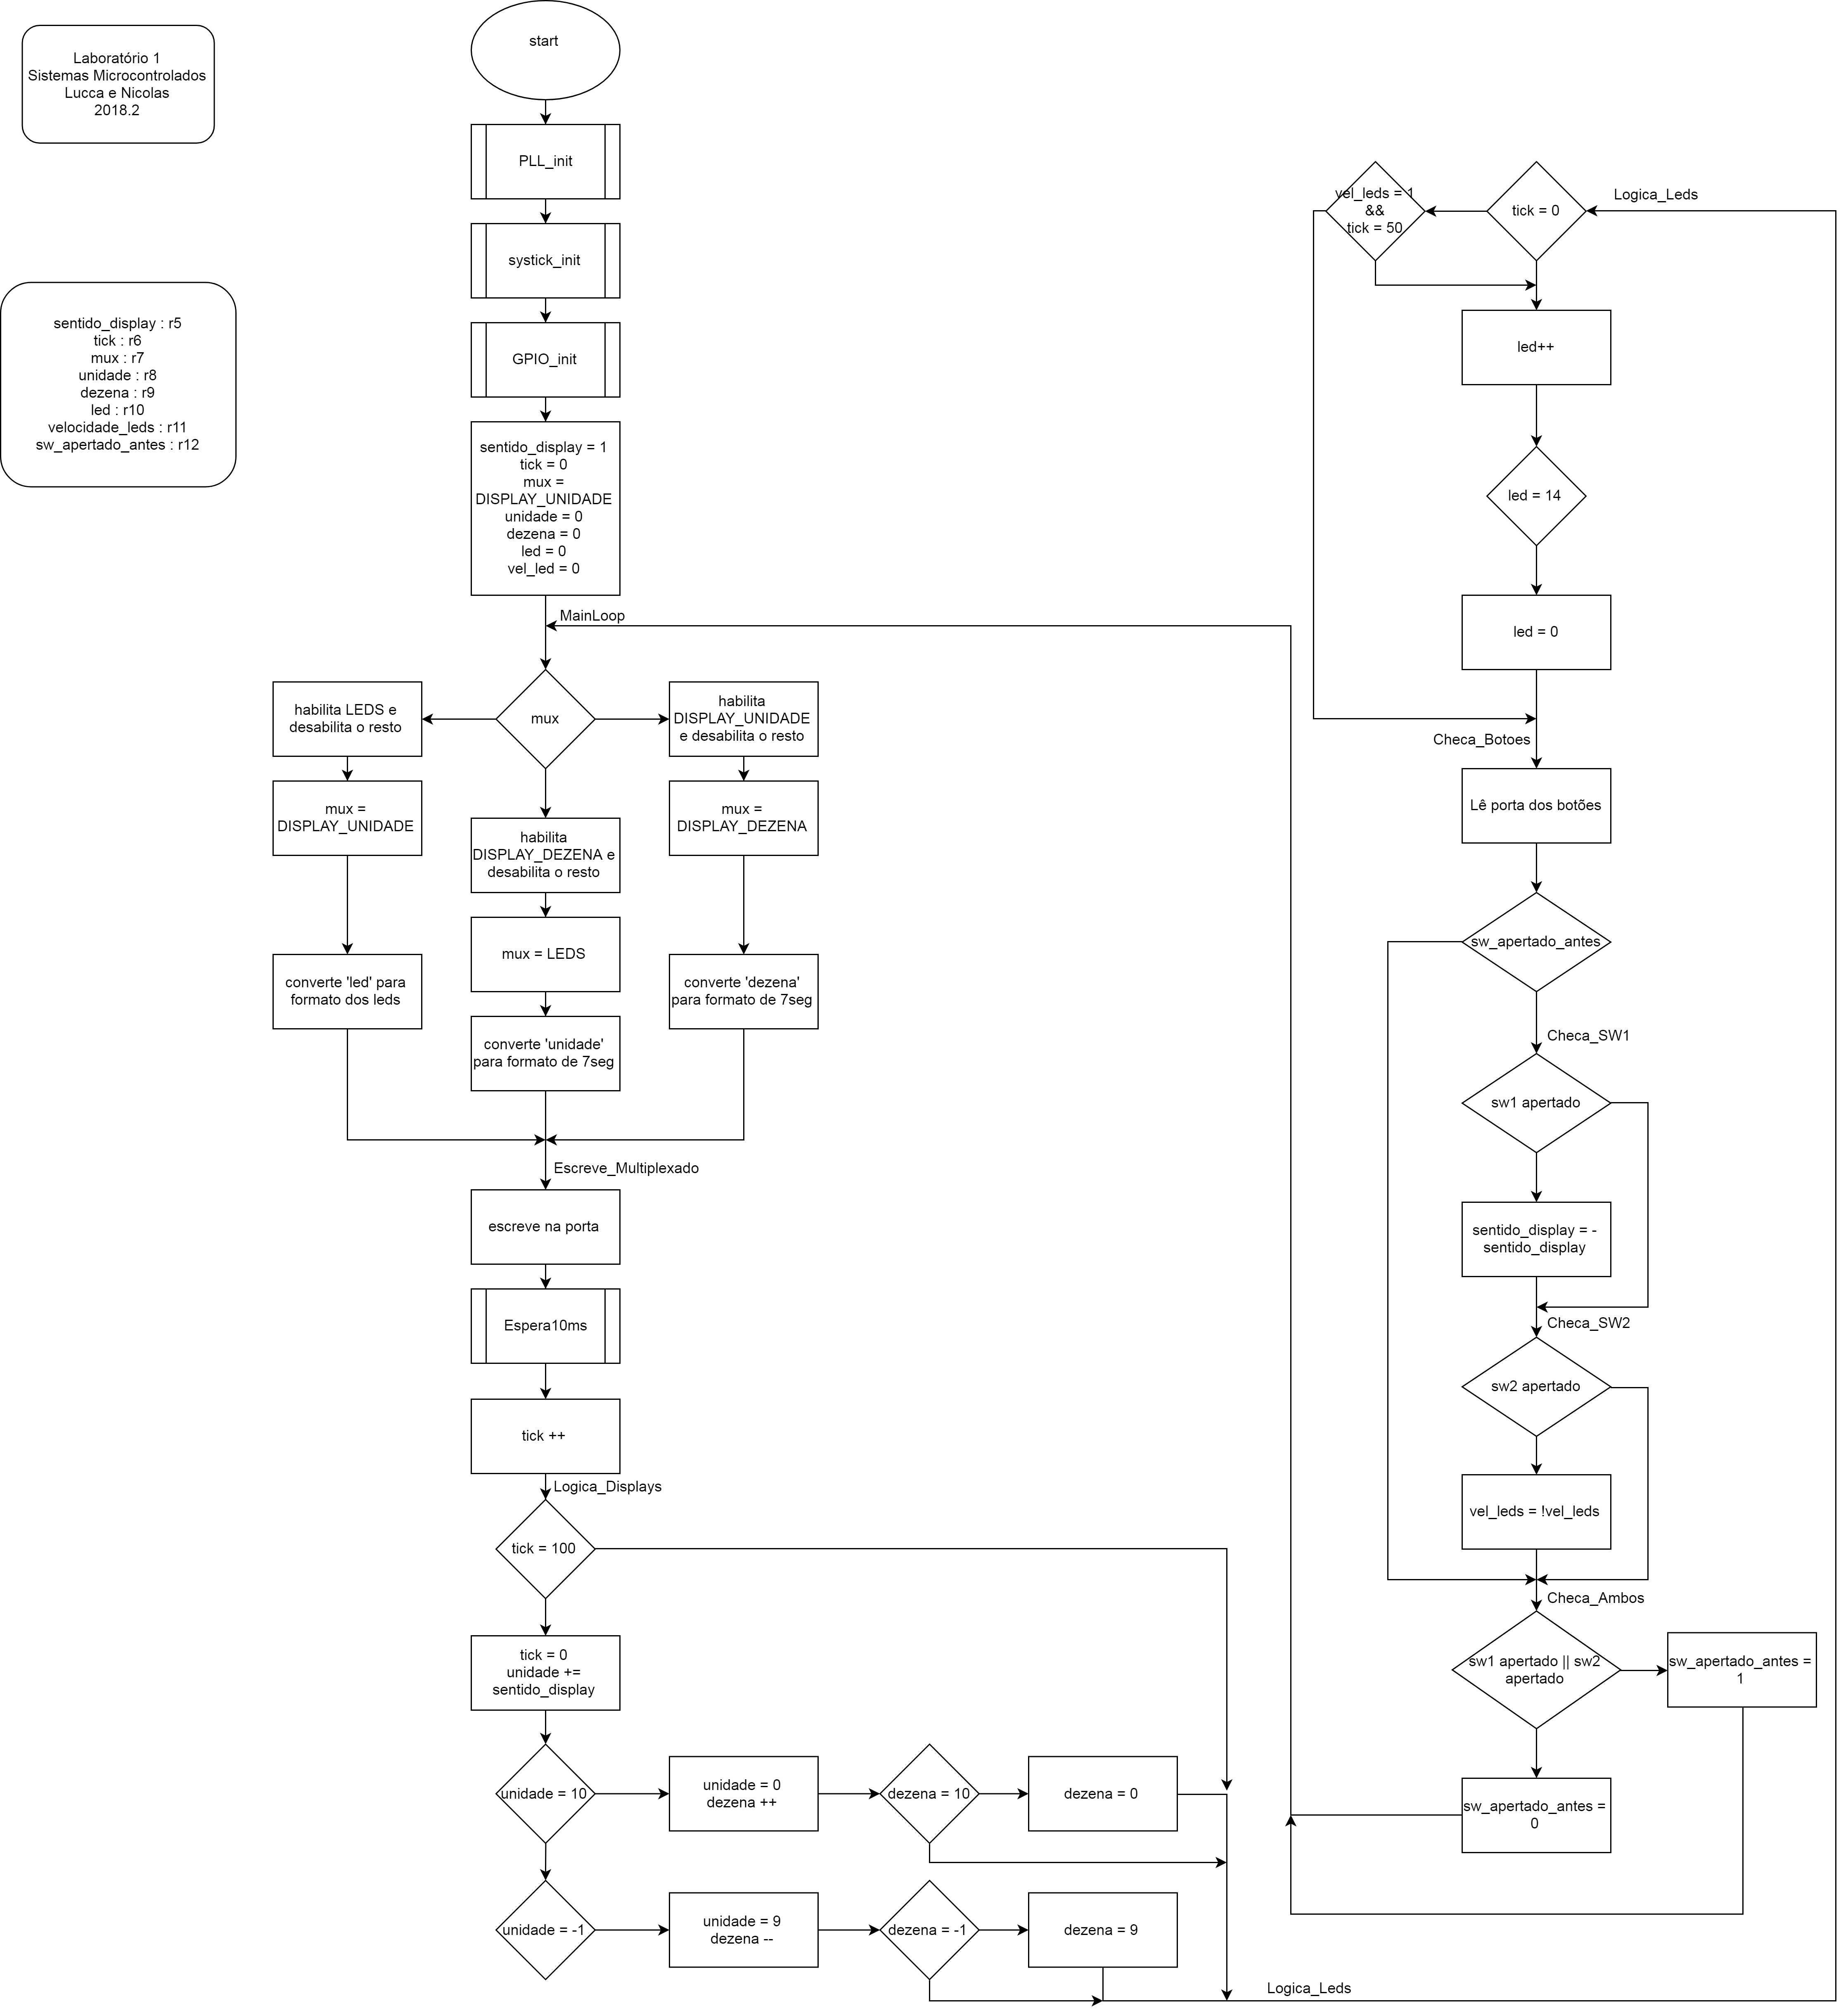 Laboratório 1
Sistemas Microcontrolados
Lucca e Nicolas
2018.2
sentido_display : r5
tick : r6
mux : r7
unidade : r8
dezena : r9
led : r10
velocidade_leds : r11
sw_apertado_antes : r12
start
PLL_init
systick_init
GPIO_init
sentido_display = 1
tick = 0
mux =
DISPLAY_UNIDADE
unidade = 0
dezena = 0
led = 0
vel_led = 0
MainLoop
mux
habilita LEDS e
desabilita o resto
mux =
DISPLAY_UNIDADE
converte 'led' para
formato dos leds
habilita
DISPLAY_DEZENA e
desabilita o resto
mux = LEDS
converte 'unidade'
para formato de 7seg
habilita
DISPLAY_UNIDADE
e desabilita o resto
mux =
DISPLAY_DEZENA
converte 'dezena'
para formato de 7seg
Escreve_Multiplexado
escreve na porta
Espera10ms
tick ++
Logica_Displays
tick = 100
tick = 0
unidade +=
sentido_display
unidade = 10
unidade = 0
dezena ++
dezena = 10
dezena = 0
unidade = -1
unidade = 9
dezena --
dezena = -1
dezena = 9
Logica_Leds
Logica_Leds
tick = 0
vel_leds = 1
&&
tick = 50
led++
led = 14
led = 0
Checa_Botoes
Lê porta dos botões
sw_apertado_antes
Checa_SW1
sw1 apertado
sentido_display = -
sentido_display
Checa_SW2
sw2 apertado
vel_leds = !vel_leds
Checa_Ambos
sw1 apertado || sw2
apertado
sw_apertado_antes =
1
sw_apertado_antes =
0